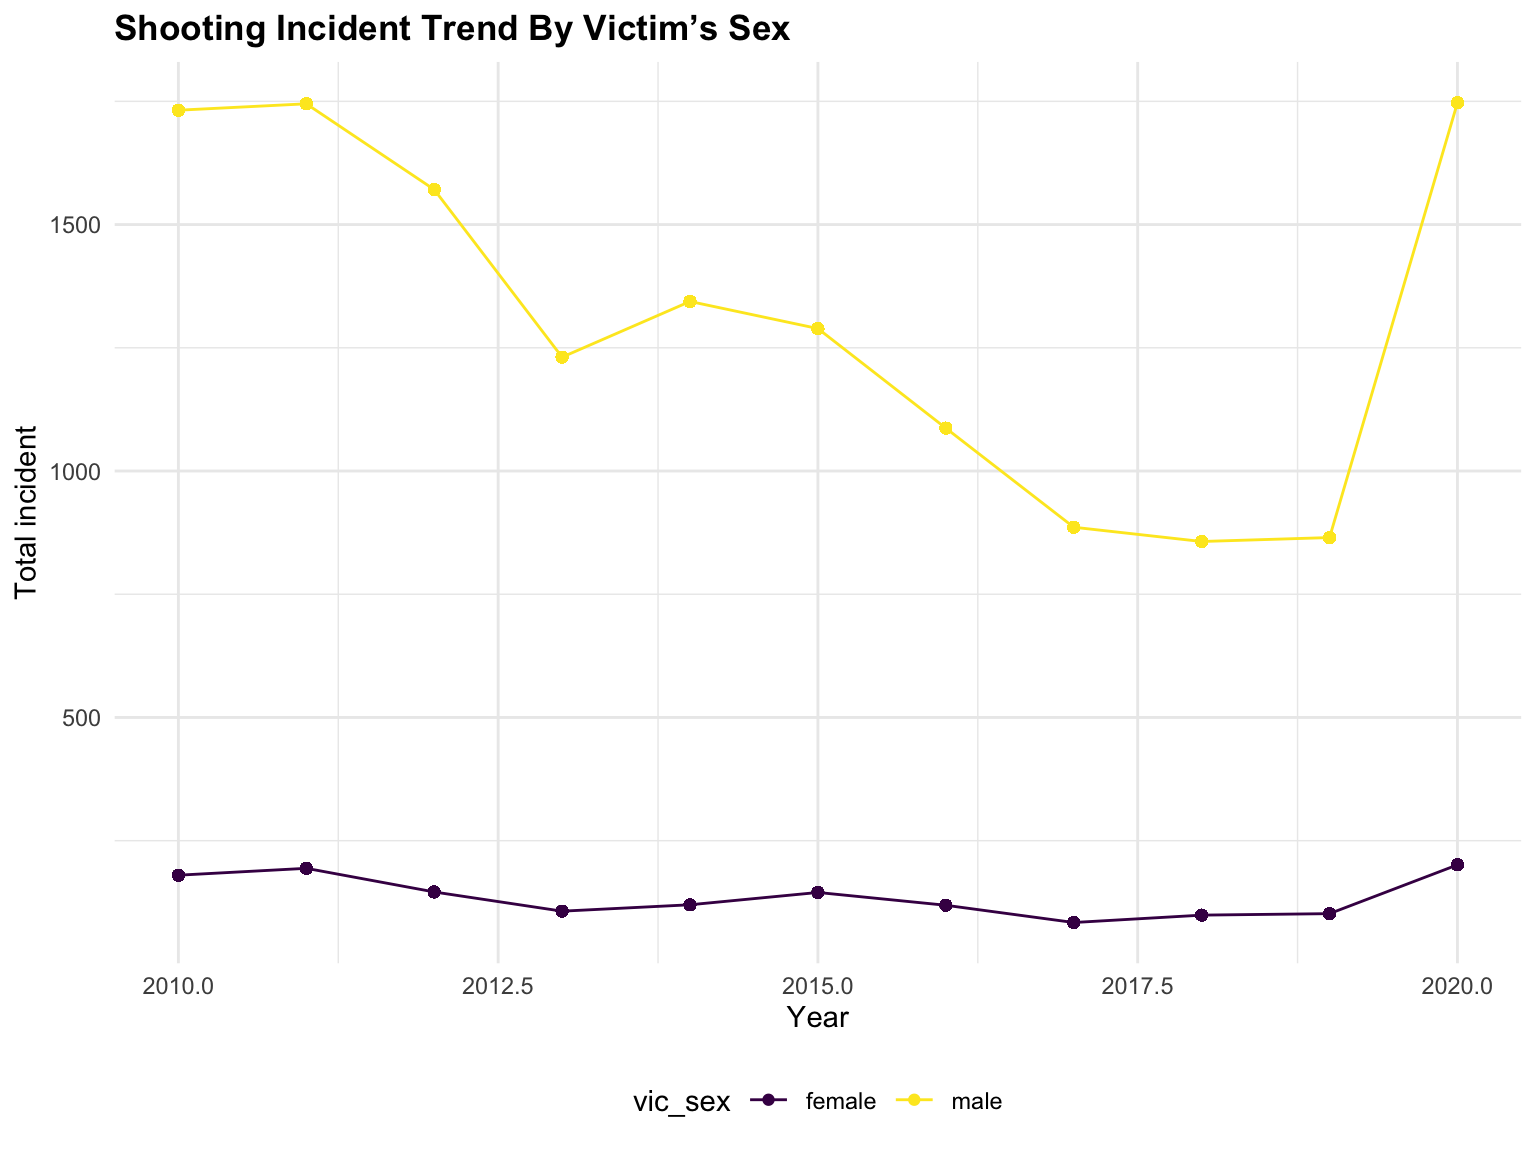 Shooting Incident Trend By Victim’s Sex
1500
1000
500
Total incident
2010.0 2012.5 2015.0 2017.5 2020.0
Year
vic_sex female male